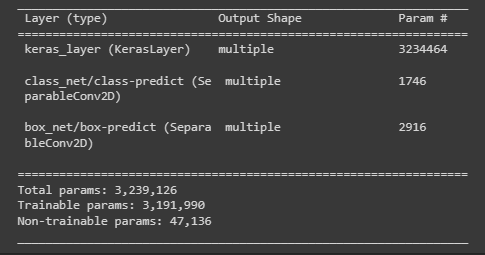 Layer (type) Output Shape Param #
=================================================================
keras_layer (KerasLayer) multiple 3234464
class_net/class-predict (Se multiple 1746
parableConv2D)
box_net/box-predict (Separa multiple 2916
bleConv2D)
=================================================================
Total params: 3,239,126
Trainable params: 3,191,990
Non-trainable params: 47,136